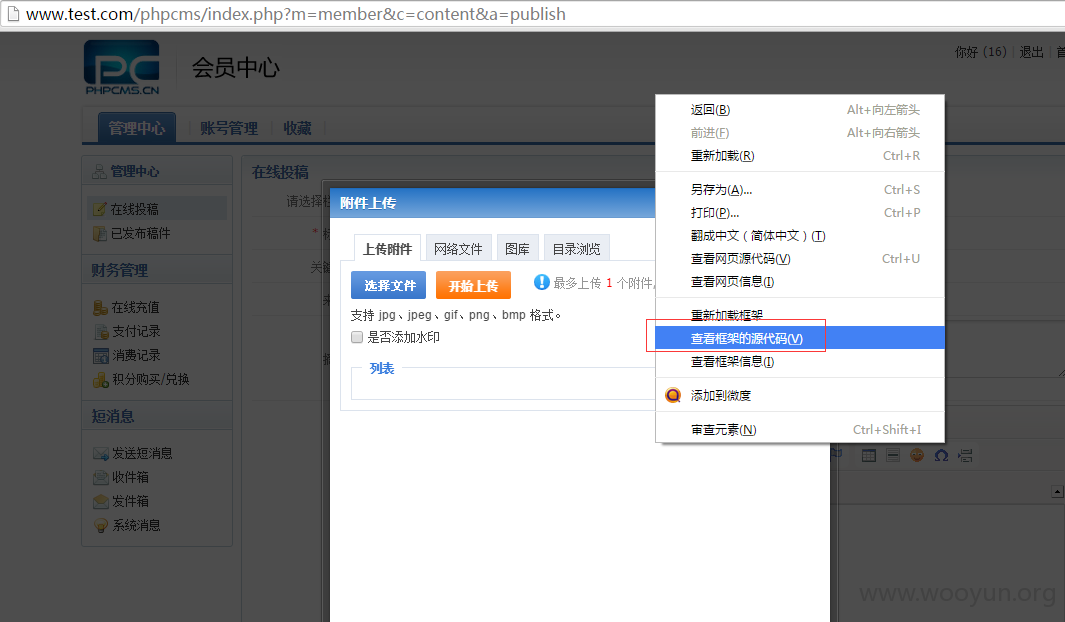 www.test.com/phpcms/index.php?m=member&c=content&a=publish
PHPCMS.CN
会员中心
你好 (16) 退出
管理中心 账号管理 收藏
管理中心
在线投稿
已发布稿件
财务管理
在线充值
支付记录
消费记录
积分购买/兑换
短消息
发送短消息
收件箱
发件箱
系统消息
在线投稿
请选择
*
关键
附件上传
上传附件 网络文件 图库 目录浏览
选择文件 开始上传 最多上传 1 个附件
支持 jpg、jpeg、gif、png、bmp 格式。
是否添加水印
列表
返回(B) Alt+向左箭头
前进(F) Alt+向右箭头
重新加载(R) Ctrl+R
另存为(A)... Ctrl+S
打印(P)... Ctrl+P
翻成中文（简体中文）(T)
查看网页源代码(V) Ctrl+U
查看网页信息(I)
重新加载框架
查看框架的源代码(V)
查看框架信息(I)
添加到微度
审查元素(N) Ctrl+Shift+I
www.wooyun.org